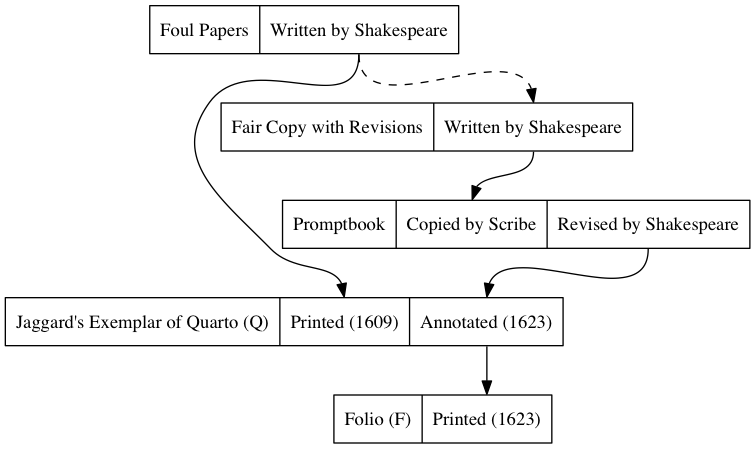 Foul Papers Written by Shakespeare
Fair Copy with Revisions Written by Shakespeare
Promptbook Copied by Scribe Revised by Shakespeare
Jaggard's Exemplar of Quarto (Q) Printed (1609) Annotated (1623)
Folio (F) Printed (1623)